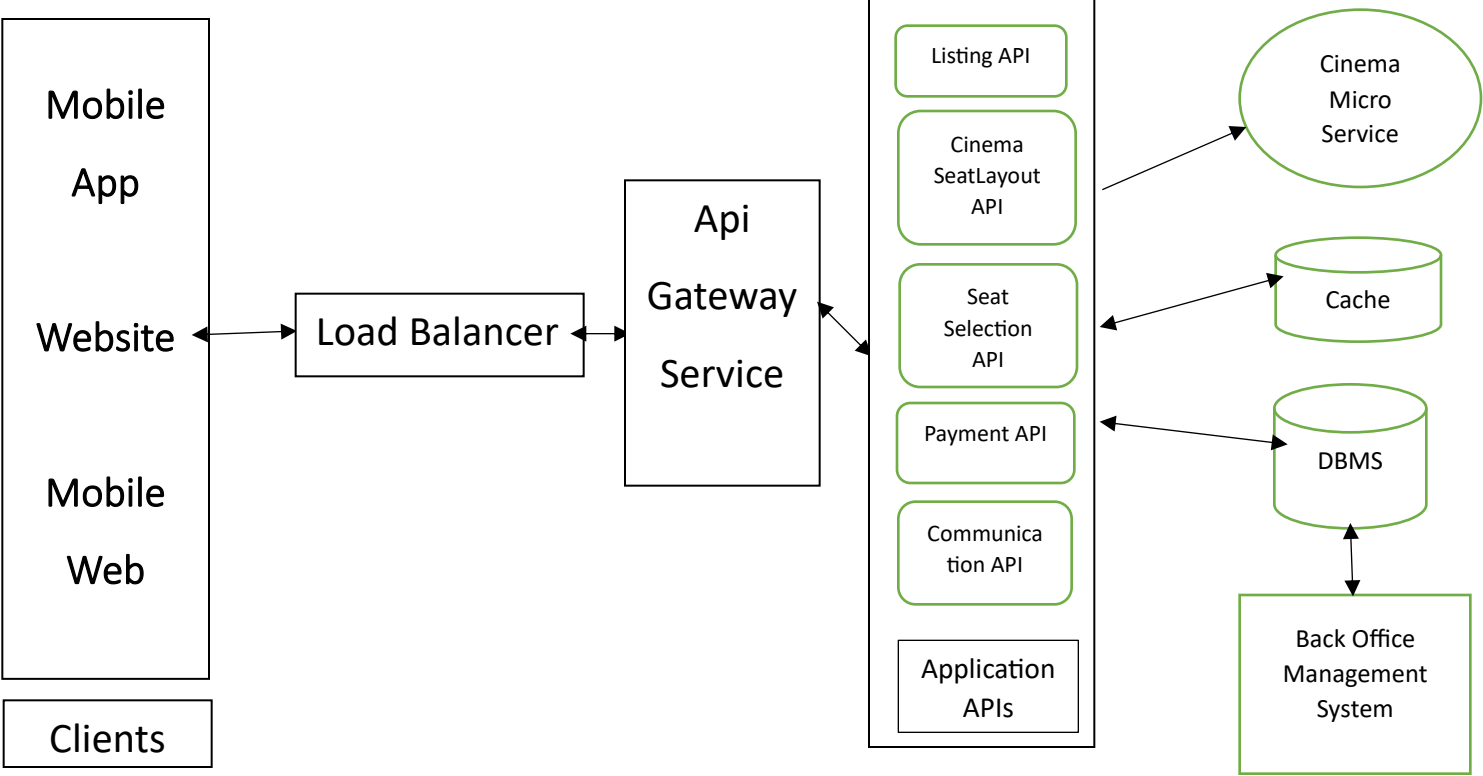 Mobile
App
Website
Mobile
Web
Clients
Load Balancer
Api
Gateway
Service
Listing API
Cinema
SeatLayout
API
Seat
Selection
API
Payment API
Communica
tion API
Application
APIs
Cinema
Micro
Service
Cache
DBMS
Back Office
Management
System